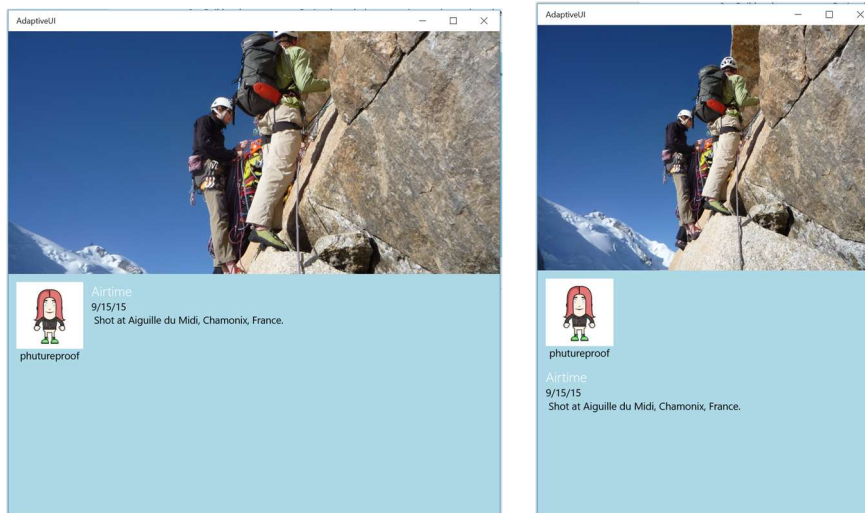 AdaptiveUI
Airtime
9/15/15
Shot at Aiguille du Midi, Chamonix, France.
phutureproof
AdaptiveUI
phutureproof
Airtime
9/15/15
Shot at Aiguille du Midi, Chamonix, France.